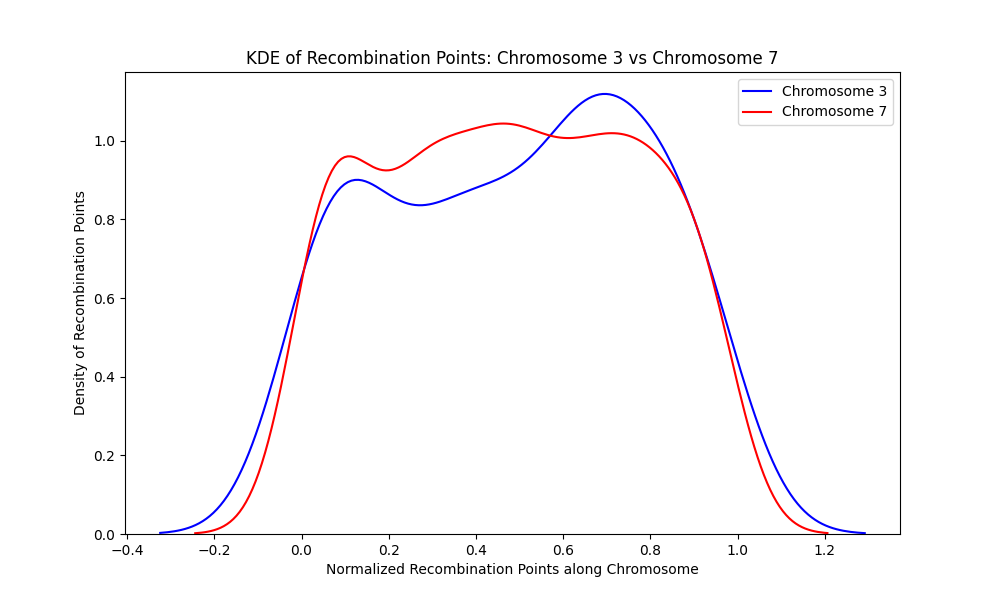 KDE of Recombination Points: Chromosome 3 vs Chromosome 7
Chromosome 3
Chromosome 7
Density of Recombination Points
1.0
0.8
0.6
0.4
0.2
0.0
−0.4 −0.2 0.0 0.2 0.4 0.6 0.8 1.0 1.2
Normalized Recombination Points along Chromosome